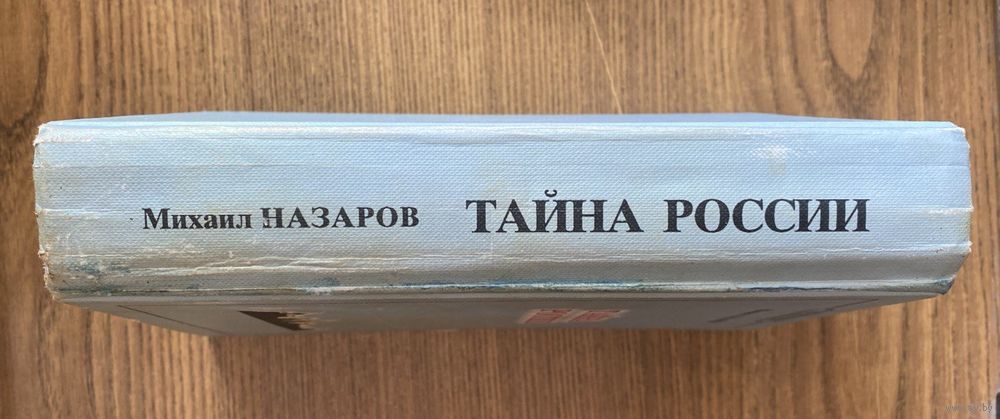 Михаил НАЗАРОВ ТАЙНА РОССИИ